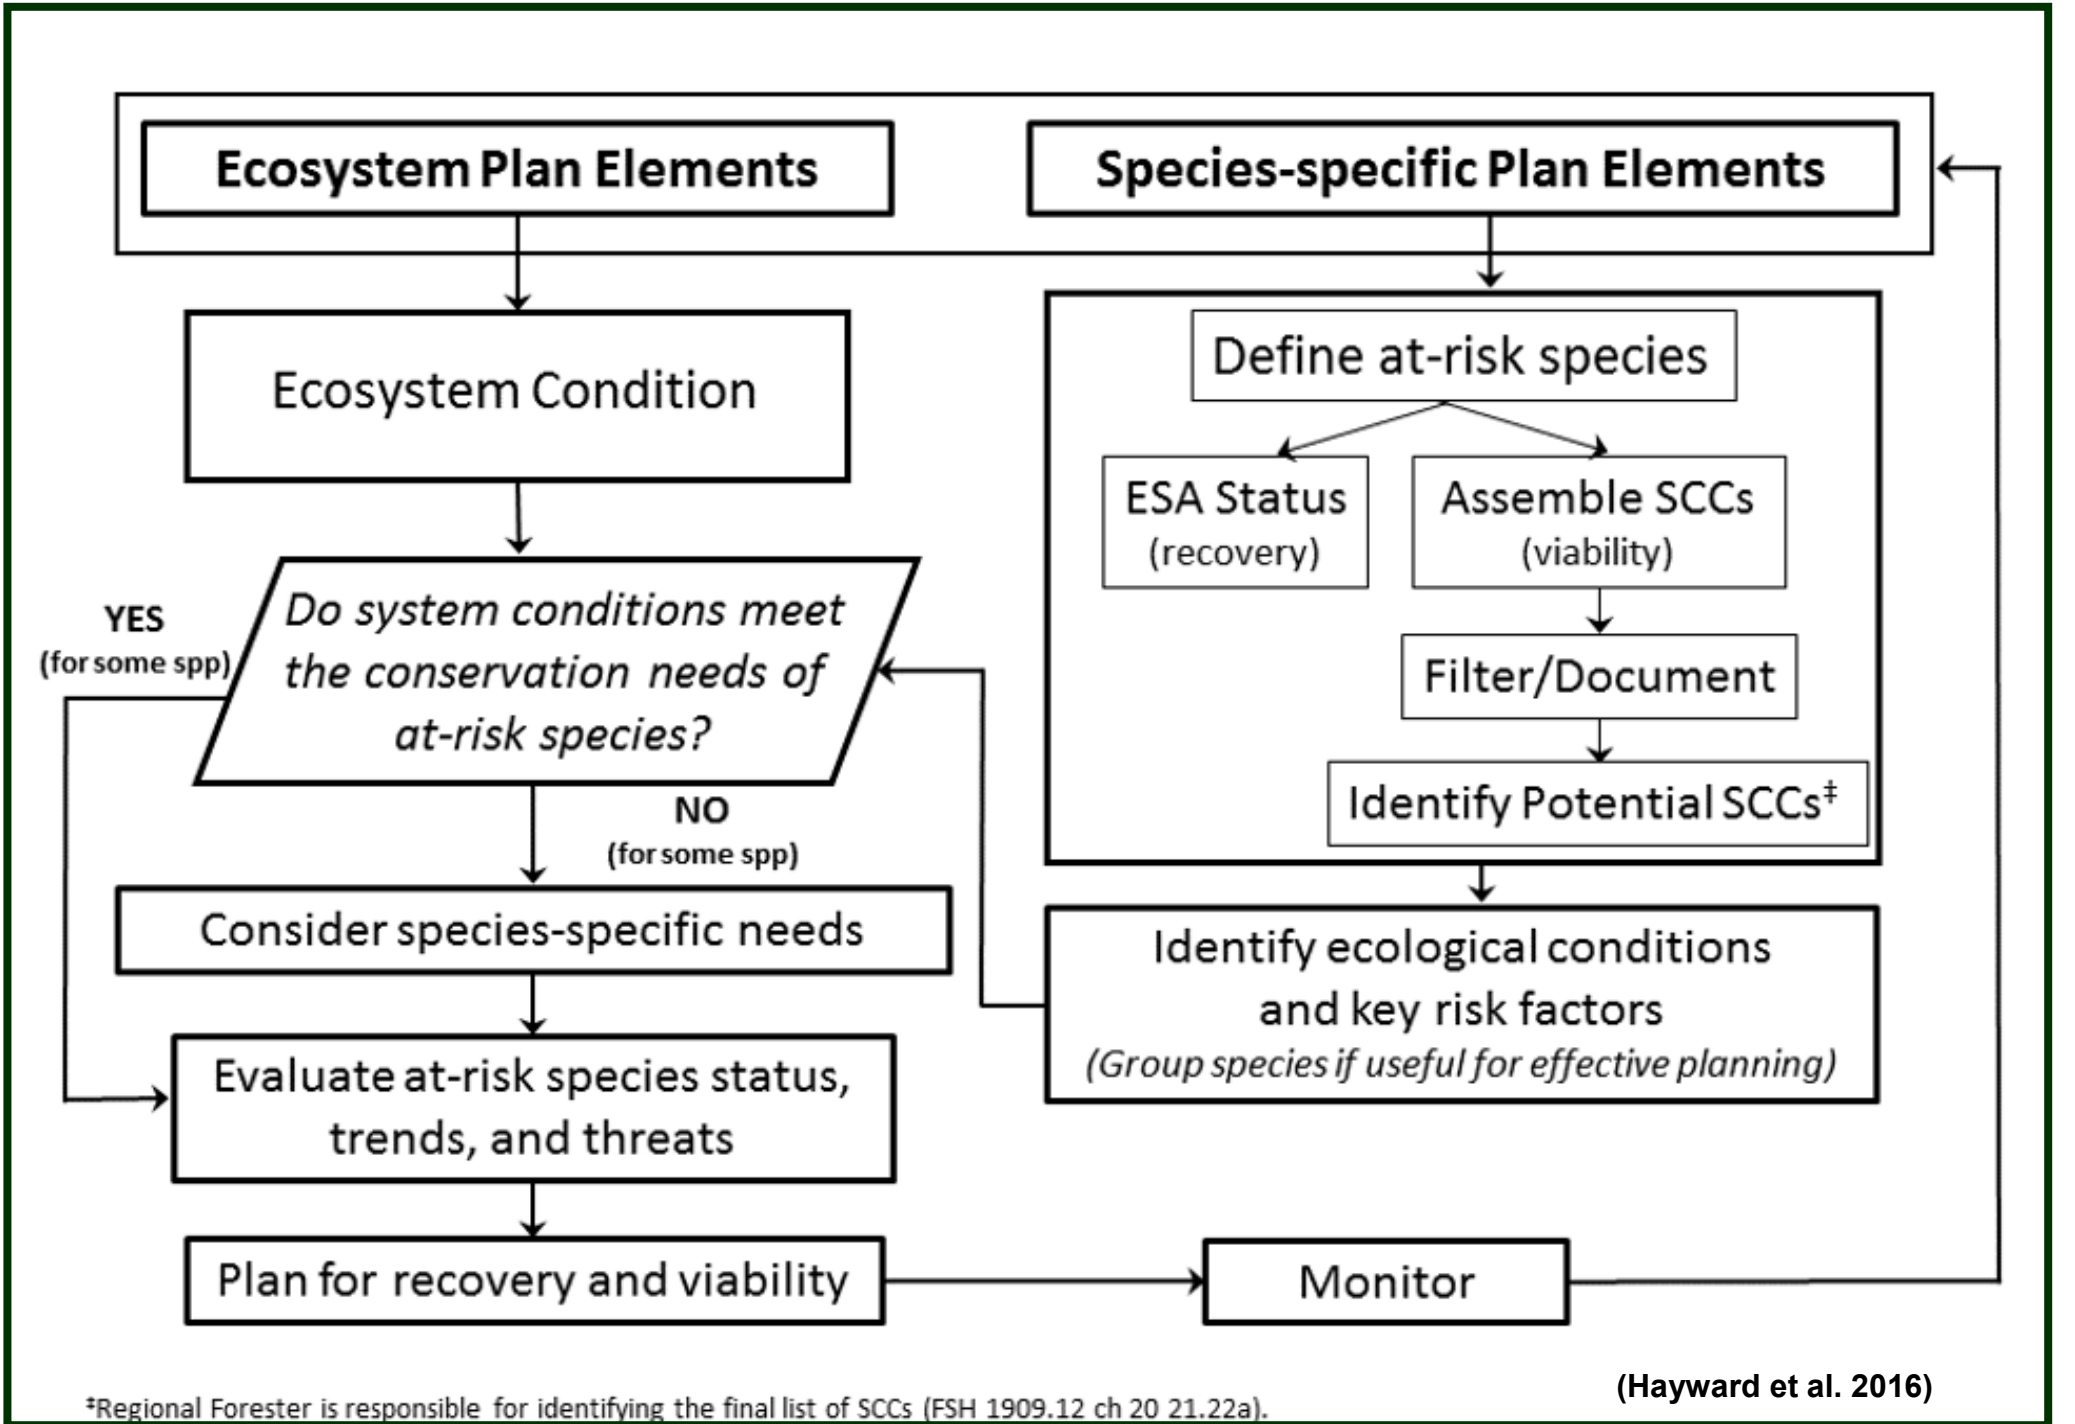 Ecosystem Plan Elements
Species-specific Plan Elements
Ecosystem Condition
Do system conditions meet
the conservation needs of
at-risk species?
YES
(for some spp)
NO
(for some spp)
Consider species-specific needs
Evaluate at-risk species status,
trends, and threats
Plan for recovery and viability
Define at-risk species
ESA Status
(recovery)
Assemble SCCs
(viability)
Filter/Document
Identify Potential SCCs‡
Identify ecological conditions
and key risk factors
(Group species if useful for effective planning)
Monitor
(Hayward et al. 2016)
‡Regional Forester is responsible for identifying the final list of SCCs (FSH 1909.12 ch 20 21.22a).